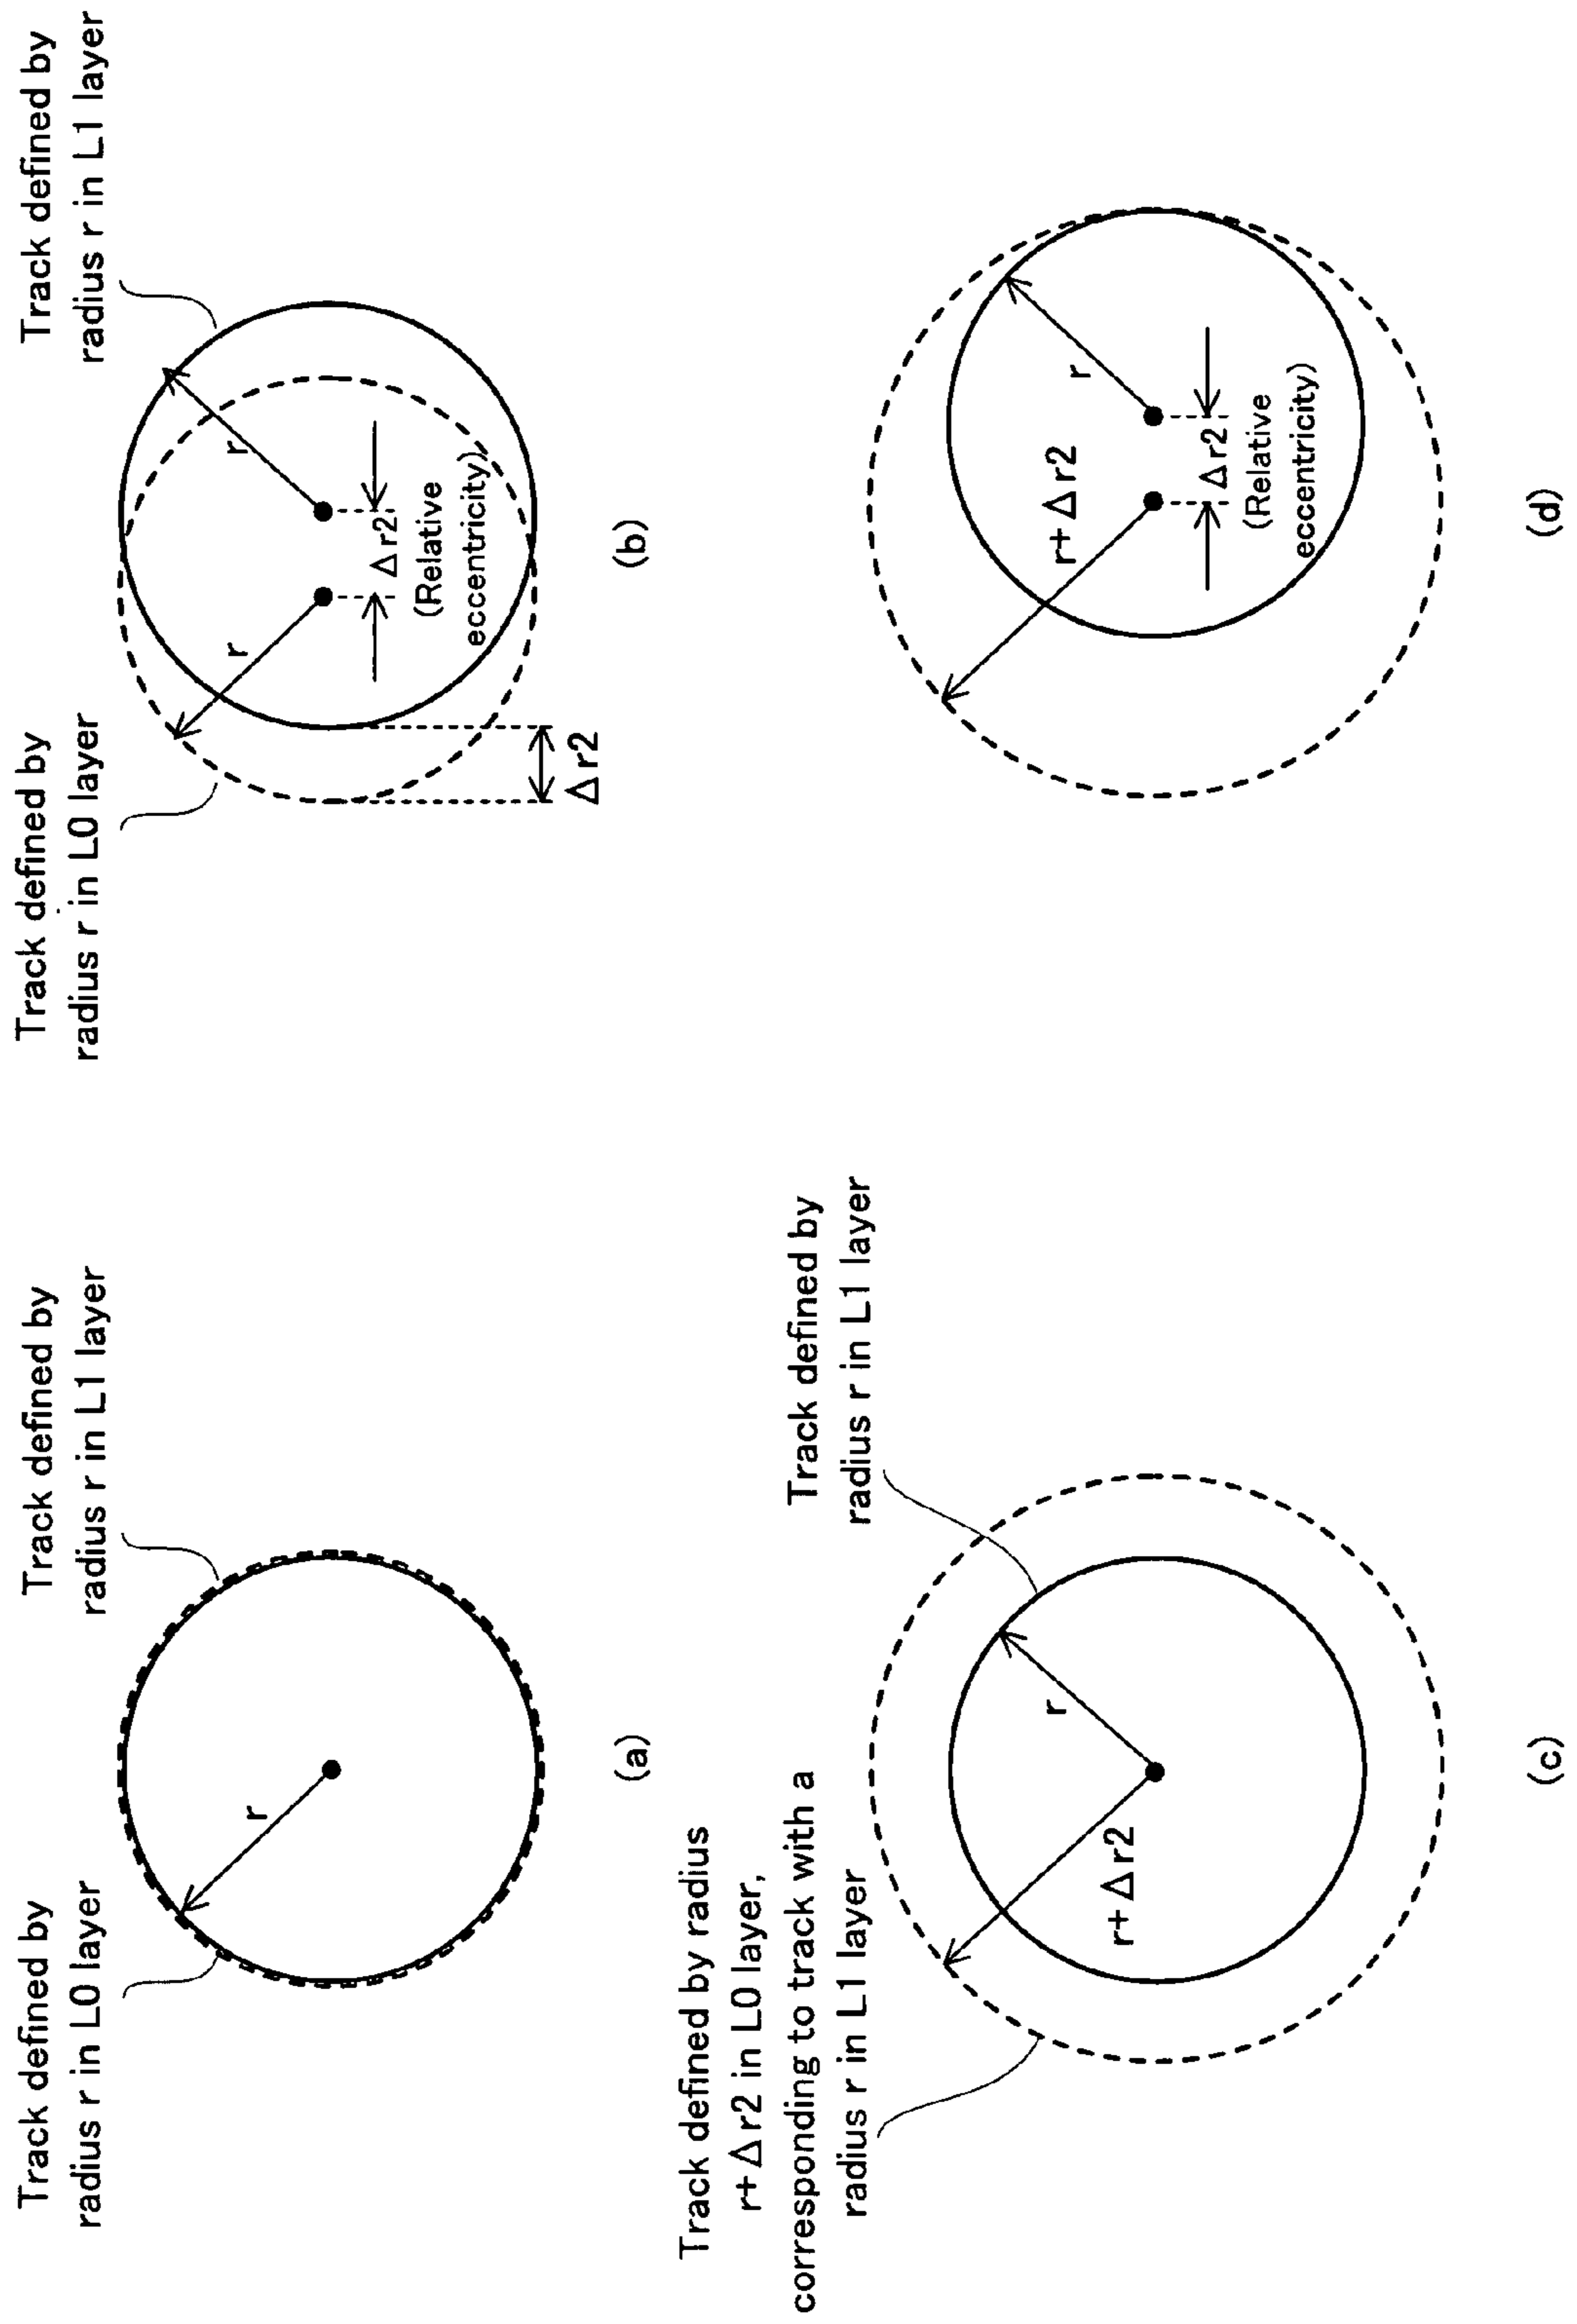 Track defined by
radius r in L0 layer
Track defined by
radius r in L1 layer
r
(a)
Track defined by
radius r in L0 layer
Track defined by
radius r in L1 layer
r
r
Δr2
(Relative
eccentricity)
Δr2
(b)
Track defined by radius
r+Δr2 in L0 layer,
corresponding to track with a
radius r in L1 layer
Track defined by
radius r in L1 layer
r
r+Δr2
(c)
r
r+Δr2
Δr2
(Relative
eccentricity)
(d)